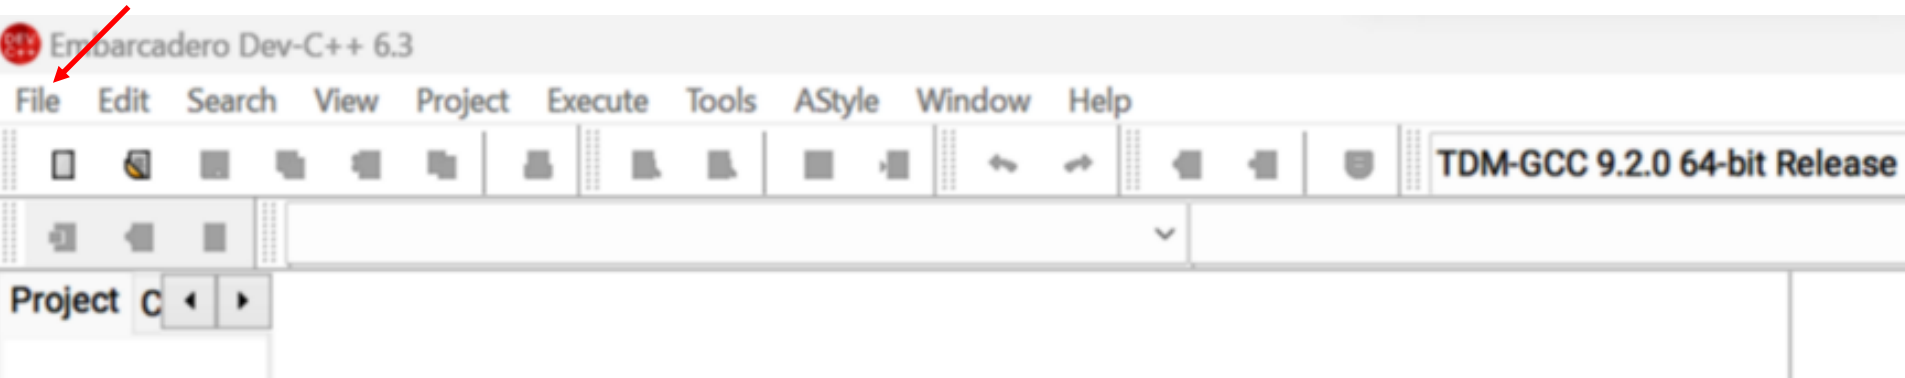 DEV C++ Embarcadero Dev-C++ 6.3
File Edit Search View Project Execute Tools AStyle Window Help
TDM-GCC 9.2.0 64-bit Release
Project C